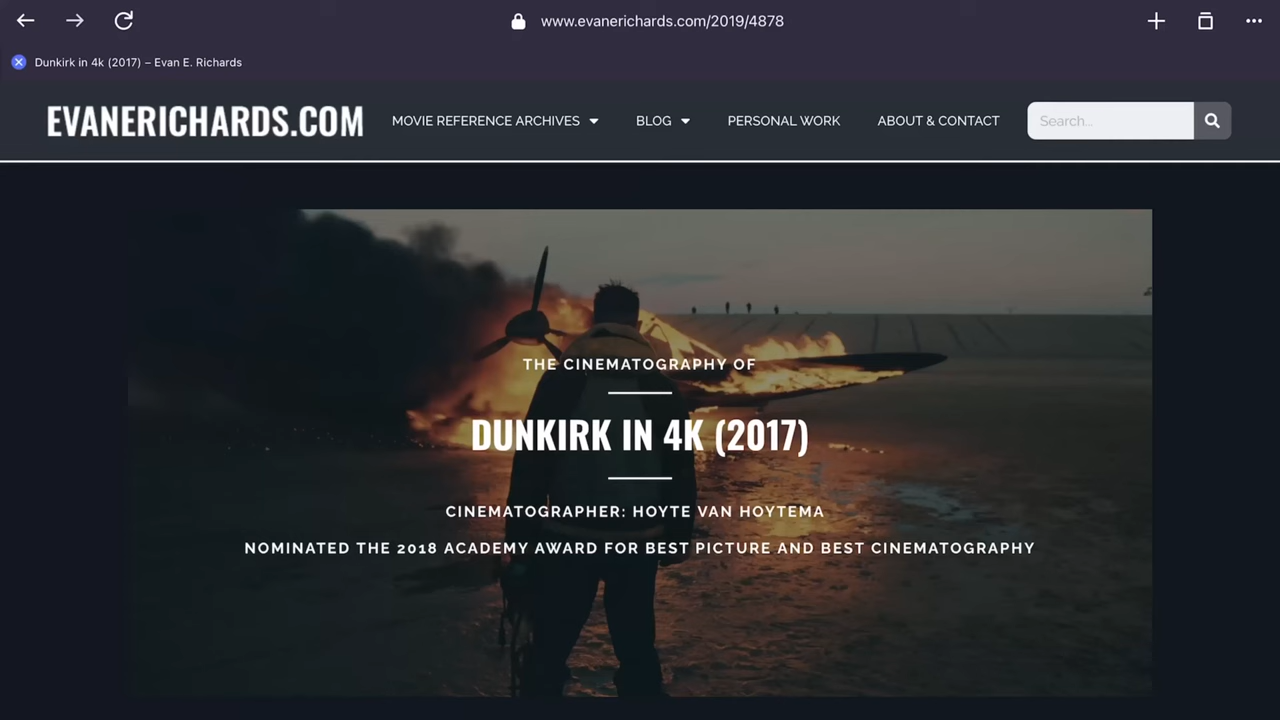 www.evanerichards.com/2019/4878
Dunkirk in 4k (2017) – Evan E. Richards
EVANERICHARDS.COM
MOVIE REFERENCE ARCHIVES
BLOG
PERSONAL WORK
ABOUT & CONTACT
Search...
THE CINEMATOGRAPHY OF
DUNKIRK IN 4K (2017)
CINEMATOGRAPHER: HOYTE VAN HOYTEMA
NOMINATED THE 2018 ACADEMY AWARD FOR BEST PICTURE AND BEST CINEMATOGRAPHY